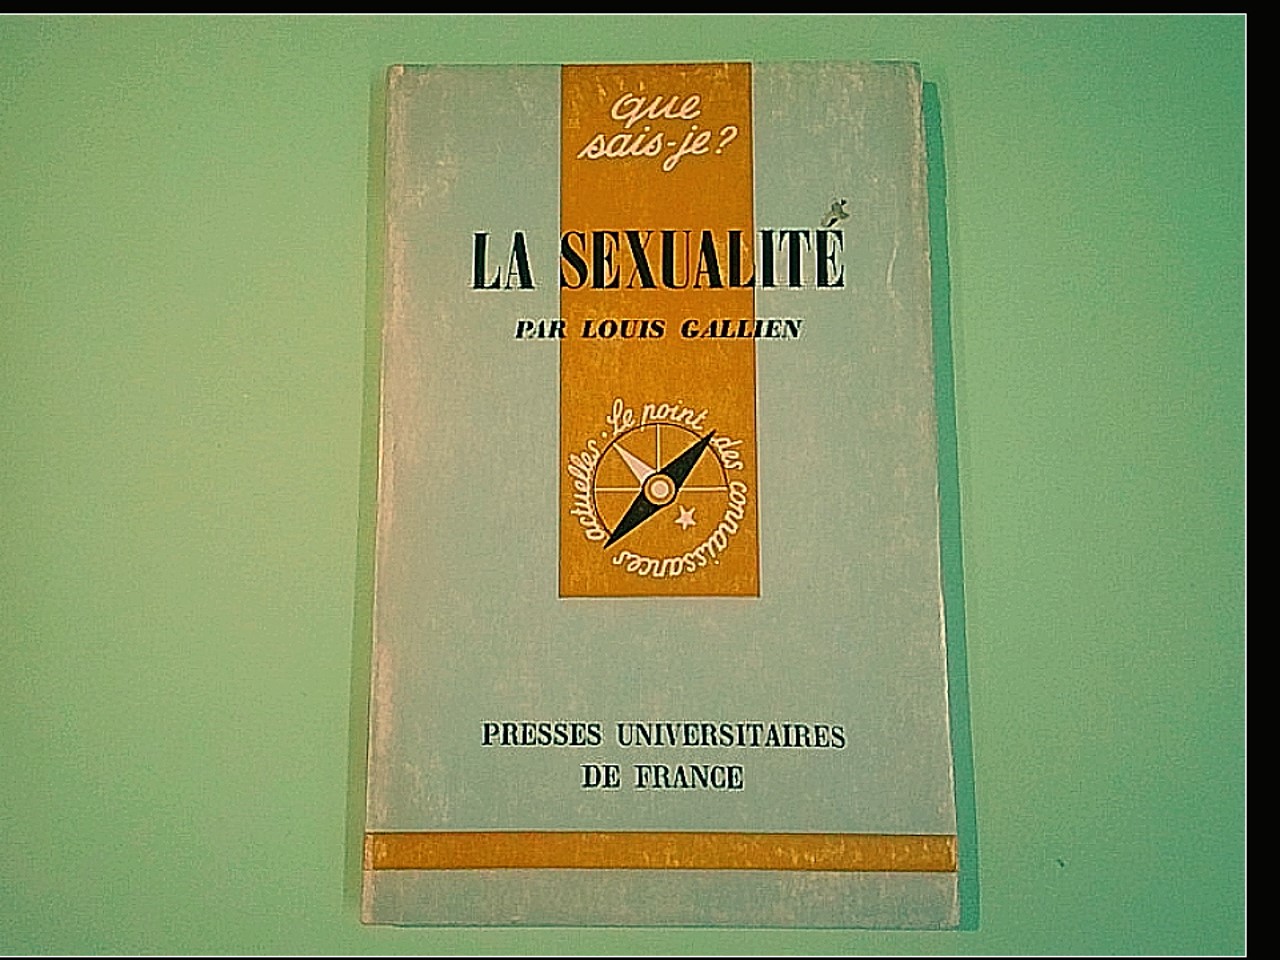 que
sais-je?
LA SEXUALITÉ
PAR LOUIS GALLIEN
Le point des connaissances actuelles.
PRESSES UNIVERSITAIRES
DE FRANCE